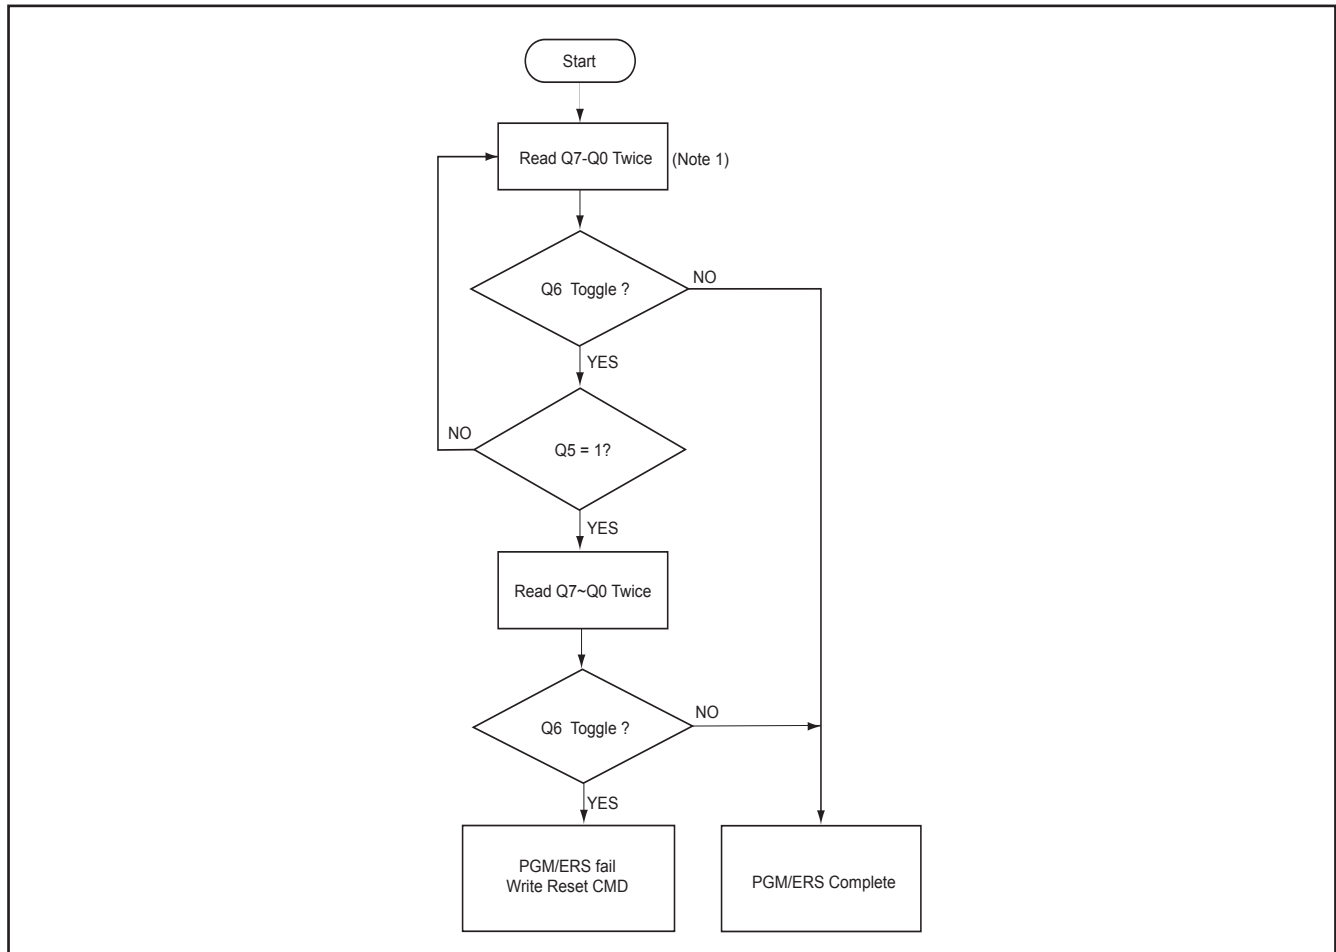 Start
Read Q7-Q0 Twice
(Note 1)
Q6 Toggle ?
NO
YES
NO
Q5 = 1?
YES
Read Q7~Q0 Twice
NO
Q6 Toggle ?
YES
PGM/ERS fail
Write Reset CMD
PGM/ERS Complete